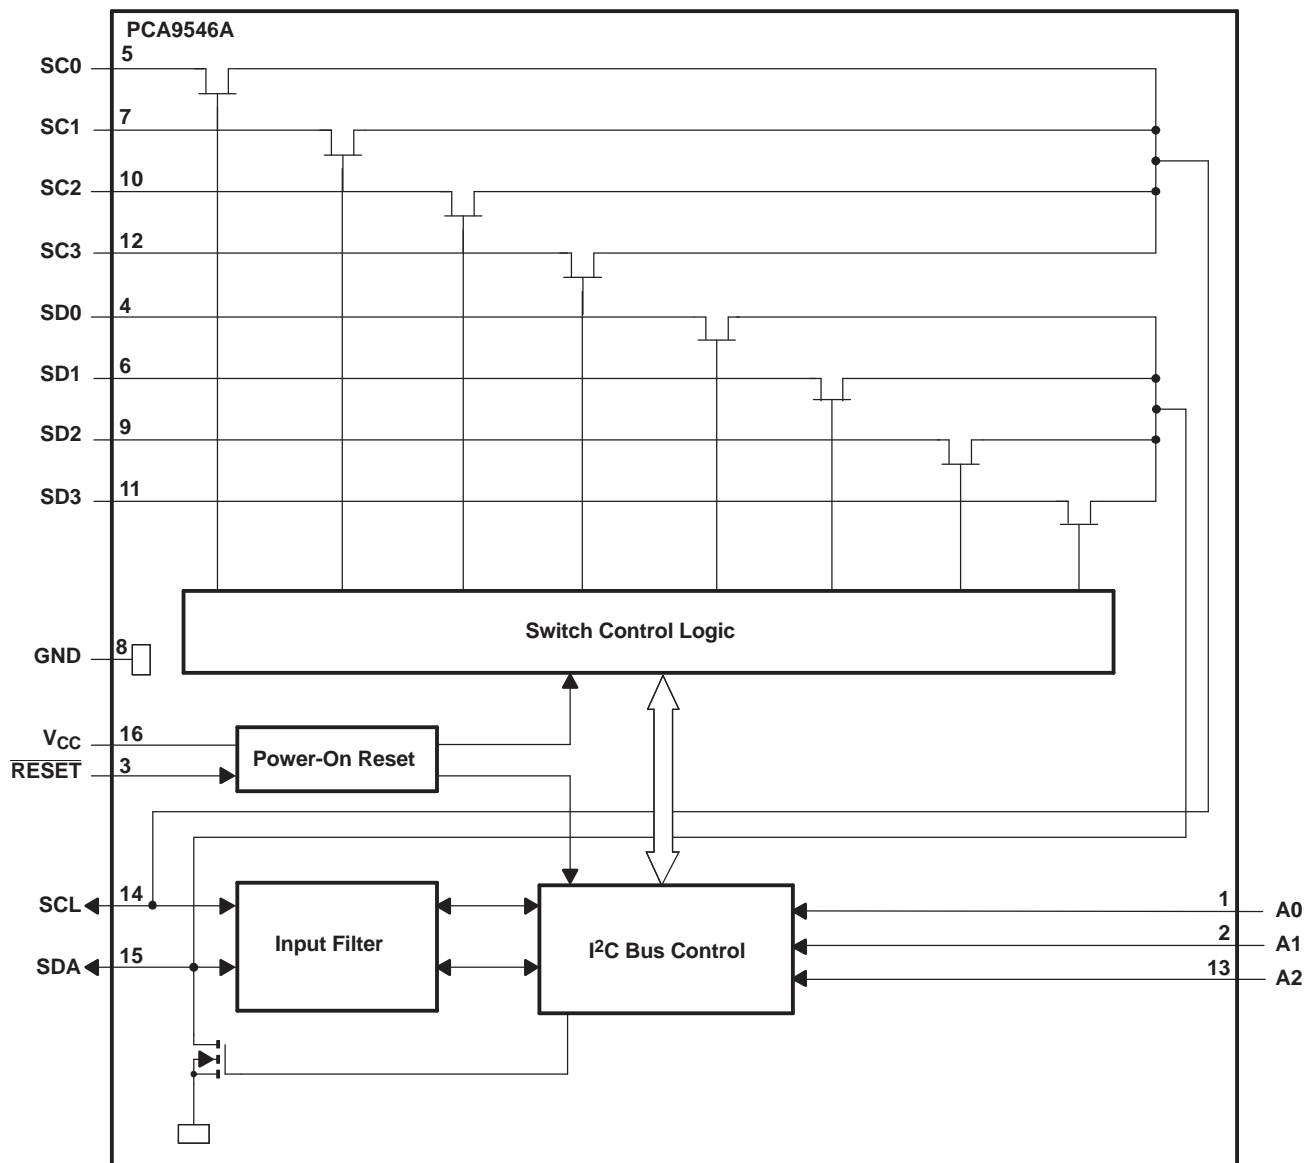 PCA9546A
SC0 5
SC1 7
SC2 10
SC3 12
SD0 4
SD1 6
SD2 9
SD3 11
Switch Control Logic
GND 8
VCC 16
RESET 3
Power-On Reset
SCL 14
SDA 15
Input Filter
I²C Bus Control
1 A0
2 A1
13 A2